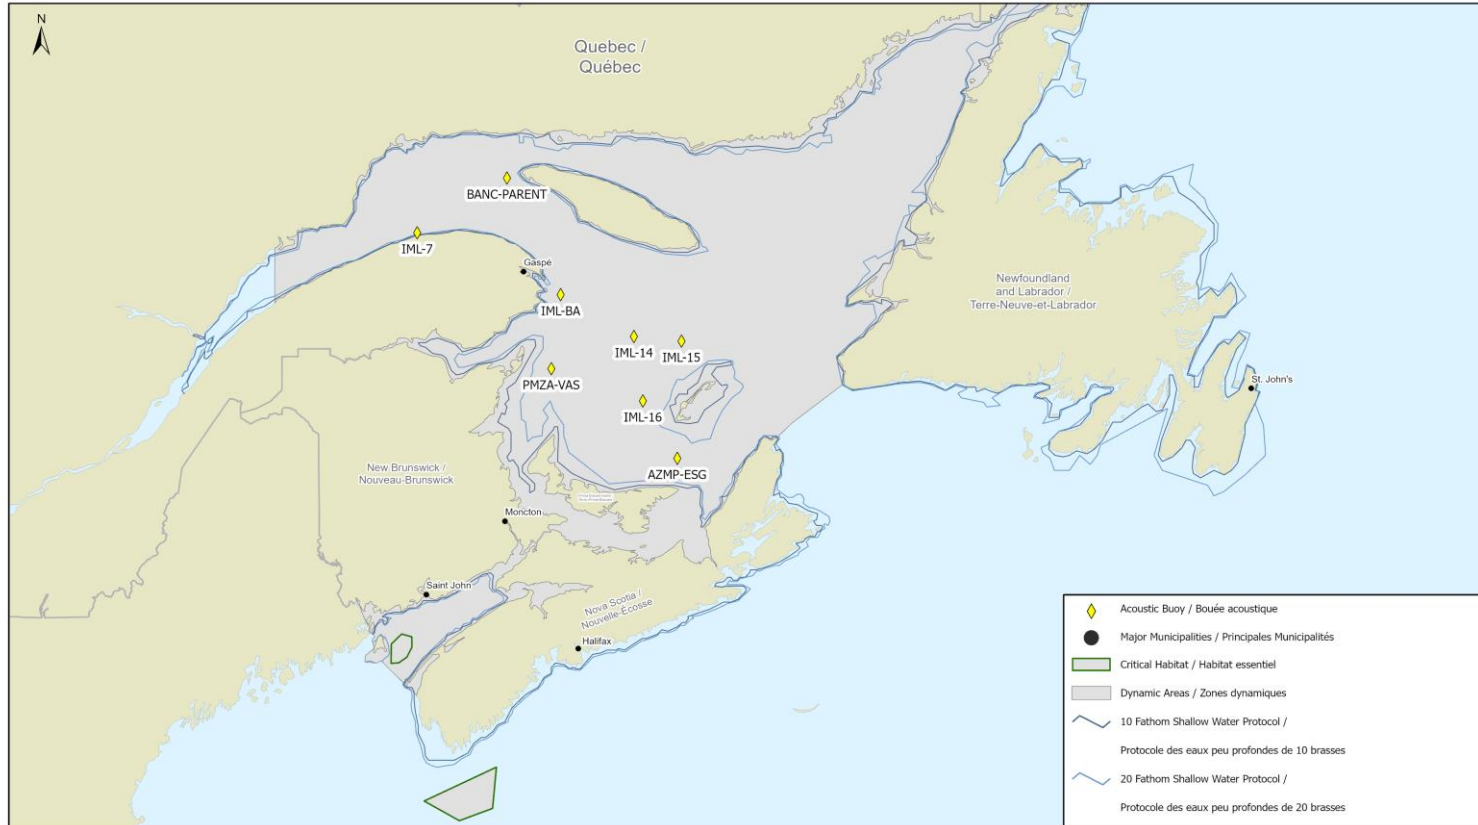 N
Quebec /
Québec
BANC-PARENT
IML-7
Gaspé
IML-BA
Newfoundland
and Labrador /
Terre-Neuve-et-Labrador
IML-14
IML-15
PMZA-VAS
St. John's
IML-16
AZMP-ESG
New Brunswick /
Nouveau-Brunswick
Moncton
Saint John
Nova Scotia /
Nouvelle-Écosse
Halifax
Acoustic Buoy / Bouée acoustique
Major Municipalities / Principales Municipalités
Critical Habitat / Habitat essentiel
Dynamic Areas / Zones dynamiques
10 Fathom Shallow Water Protocol /
Protocole des eaux peu profondes de 10 brasses
20 Fathom Shallow Water Protocol /
Protocole des eaux peu profondes de 20 brasses